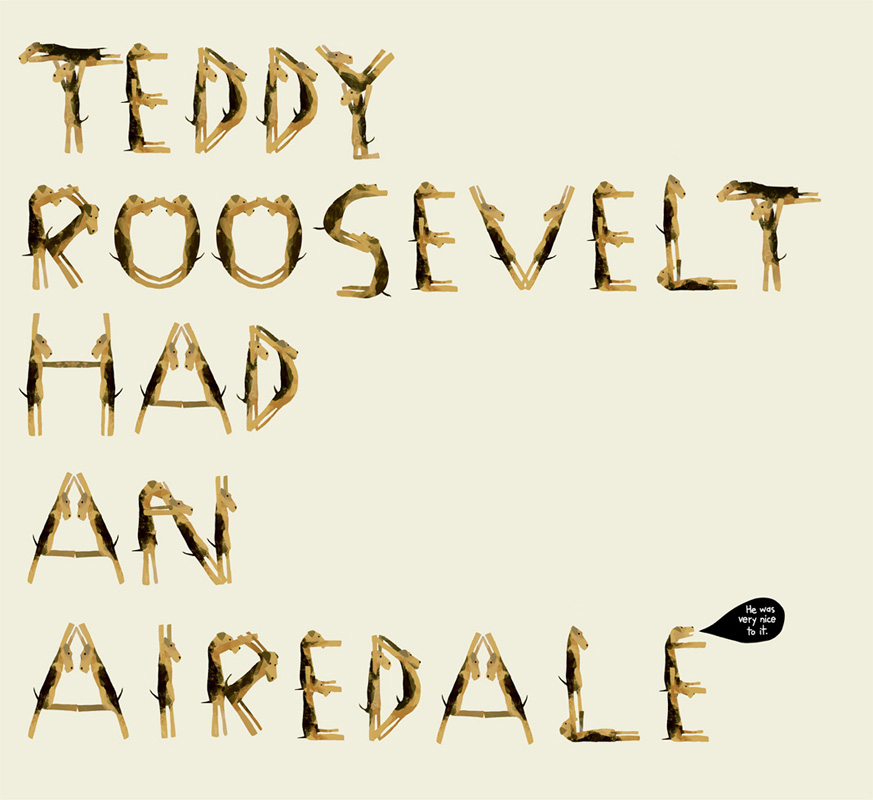 TEDDY
ROOSEVELT
HAD
AN
AIREDALE
He was
very nice
to it.